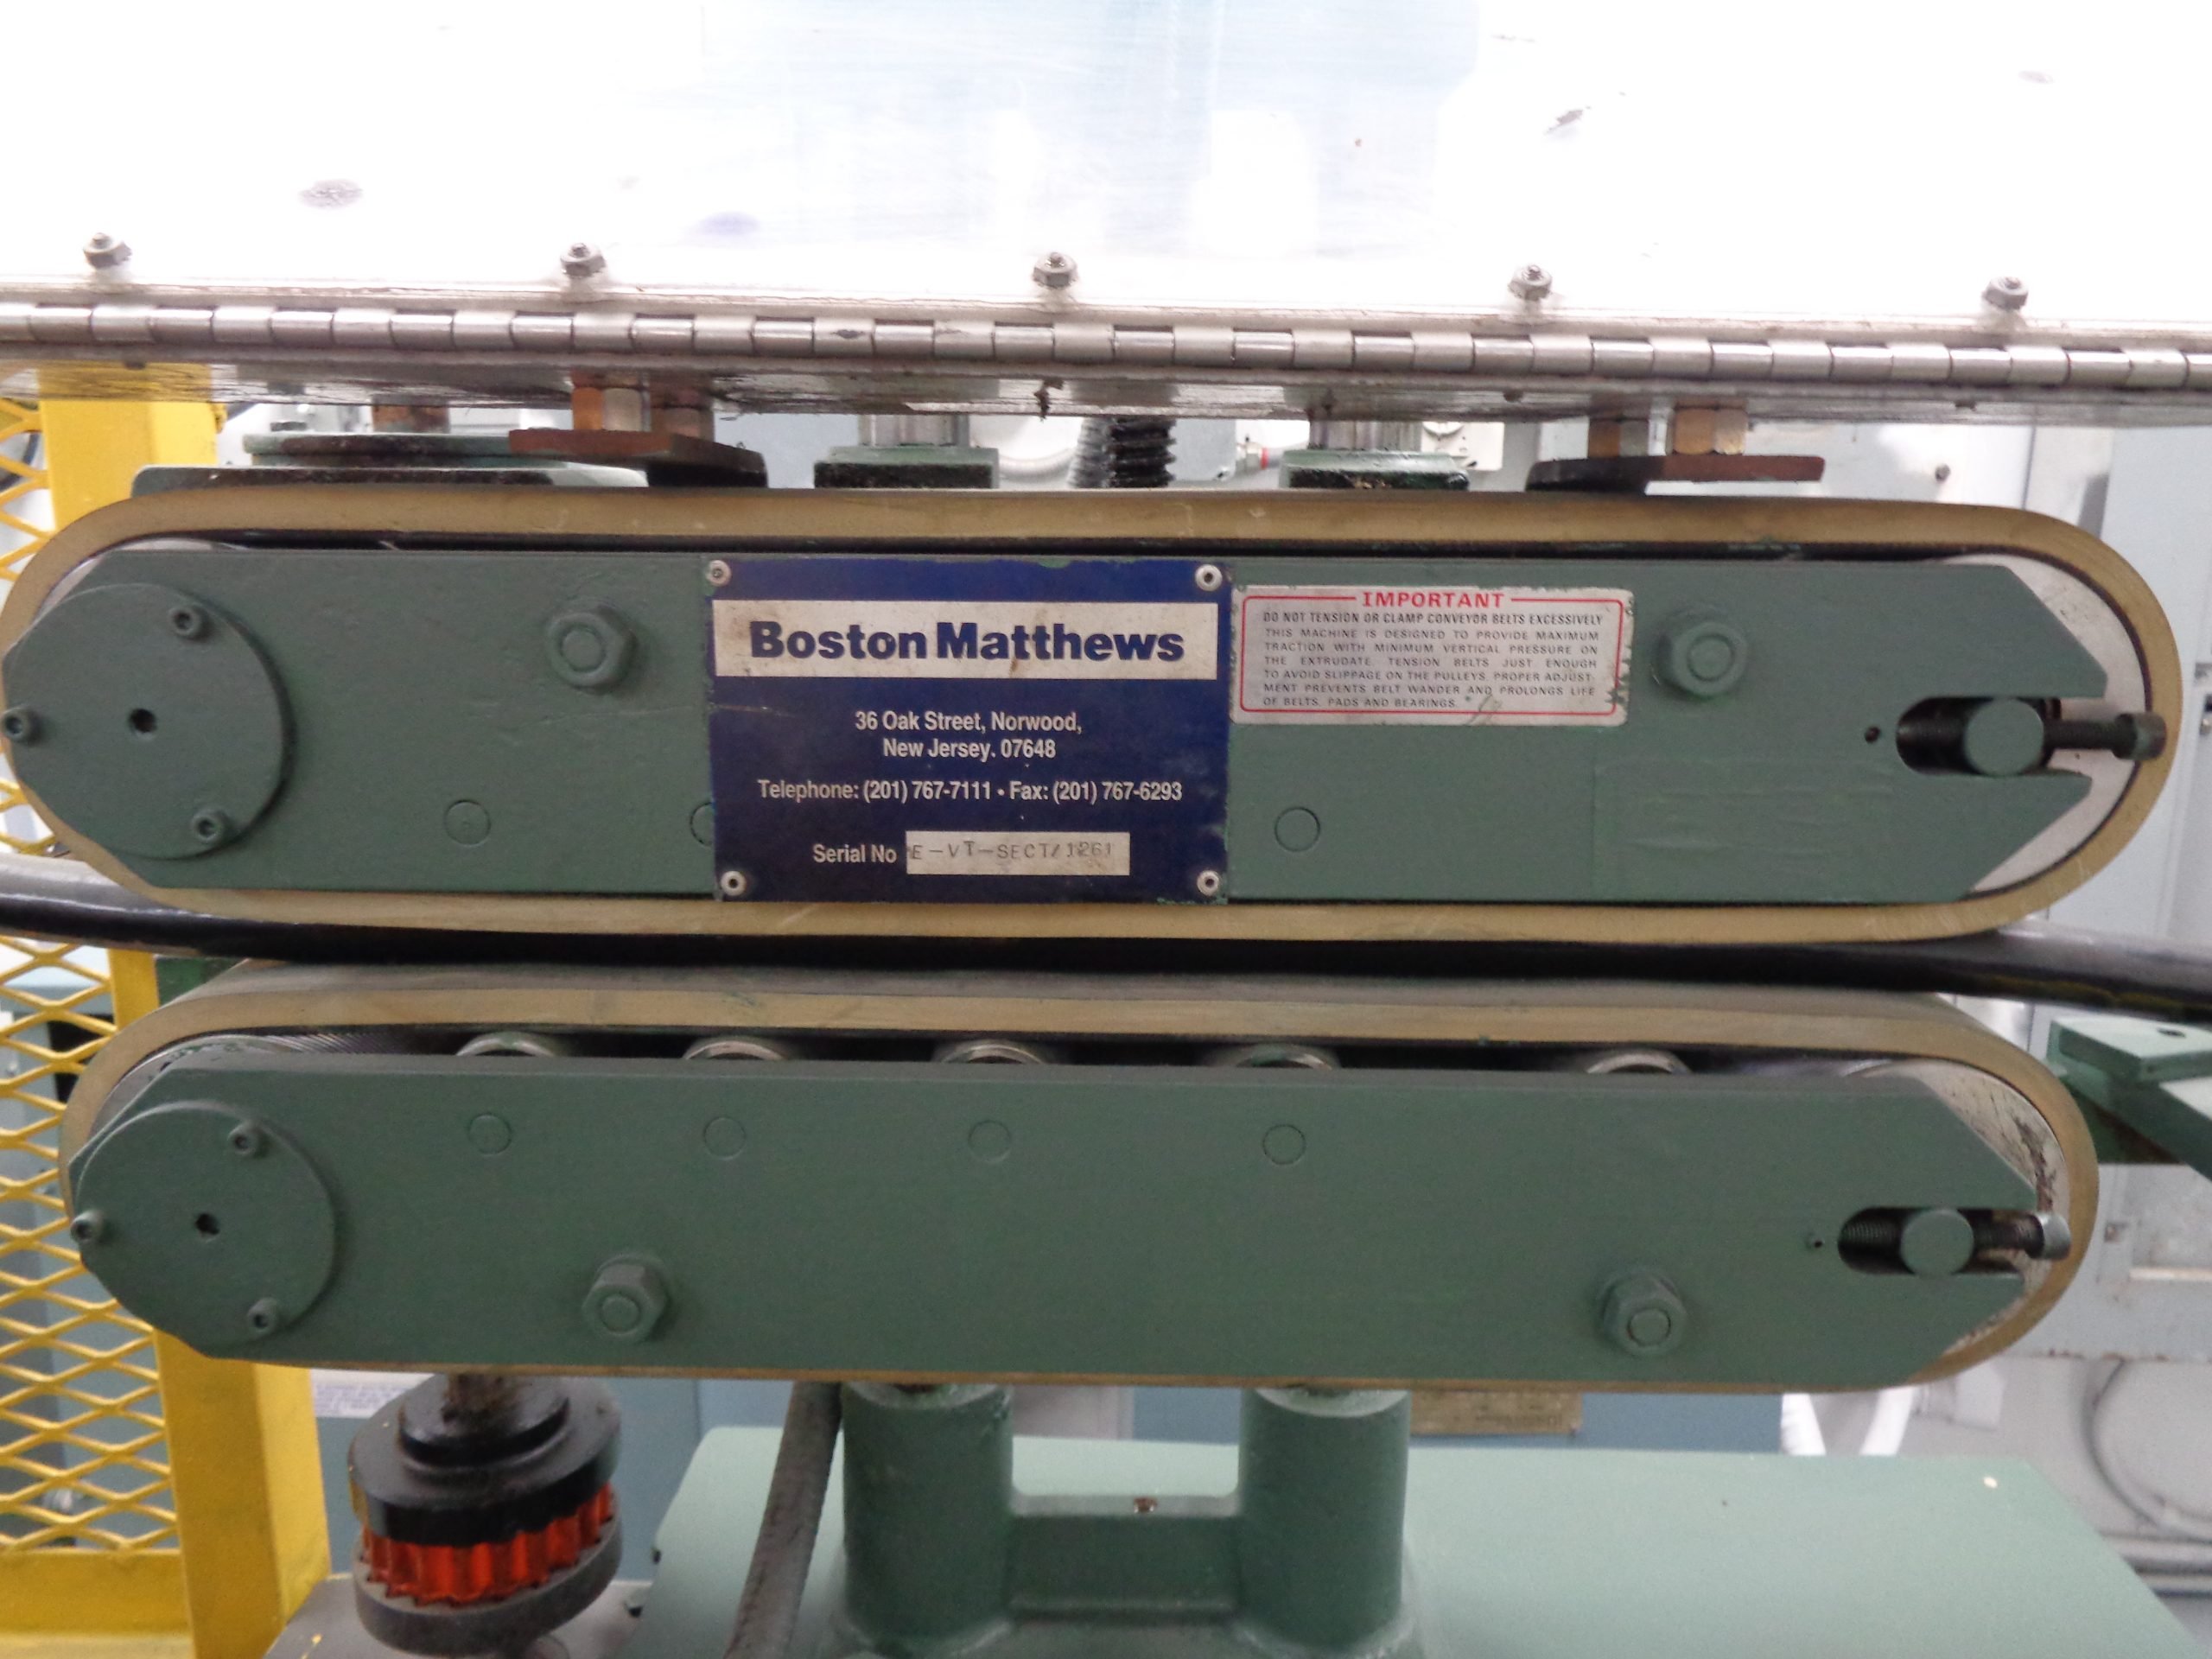 Boston Matthews
36 Oak Street, Norwood,
New Jersey. 07648
Telephone: (201) 767-7111 • Fax: (201) 767-6293
Serial No E-VT-SECT/1261
IMPORTANT
DO NOT TENSION OR CLAMP CONVEYOR BELTS EXCESSIVELY
THIS MACHINE IS DESIGNED TO PROVIDE MAXIMUM
TRACTION WITH MINIMUM VERTICAL PRESSURE ON
THE EXTRUDATE. TENSION BELTS JUST ENOUGH
TO AVOID SLIPPAGE ON THE PULLEYS. PROPER ADJUST-
MENT PREVENTS BELT WANDER AND PROLONGS LIFE
OF BELTS, PADS AND BEARINGS.